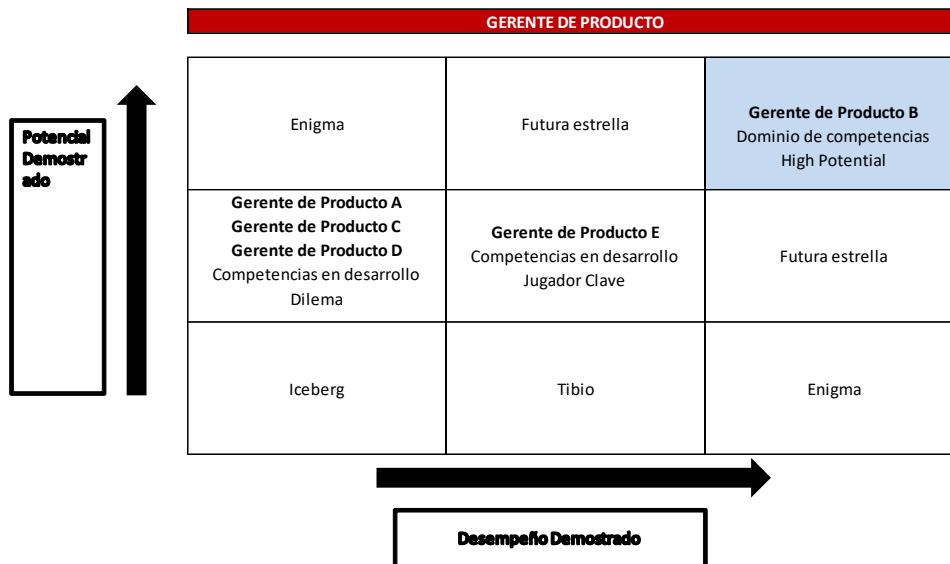 GERENTE DE PRODUCTO
Enigma
Futura estrella
Gerente de Producto B
Dominio de competencias
High Potential
Potencial
Demostr
ado
Gerente de Producto A
Gerente de Producto C
Gerente de Producto D
Competencias en desarrollo
Dilema
Gerente de Producto E
Competencias en desarrollo
Jugador Clave
Futura estrella
Iceberg
Tibio
Enigma
Desempeño Demostrado